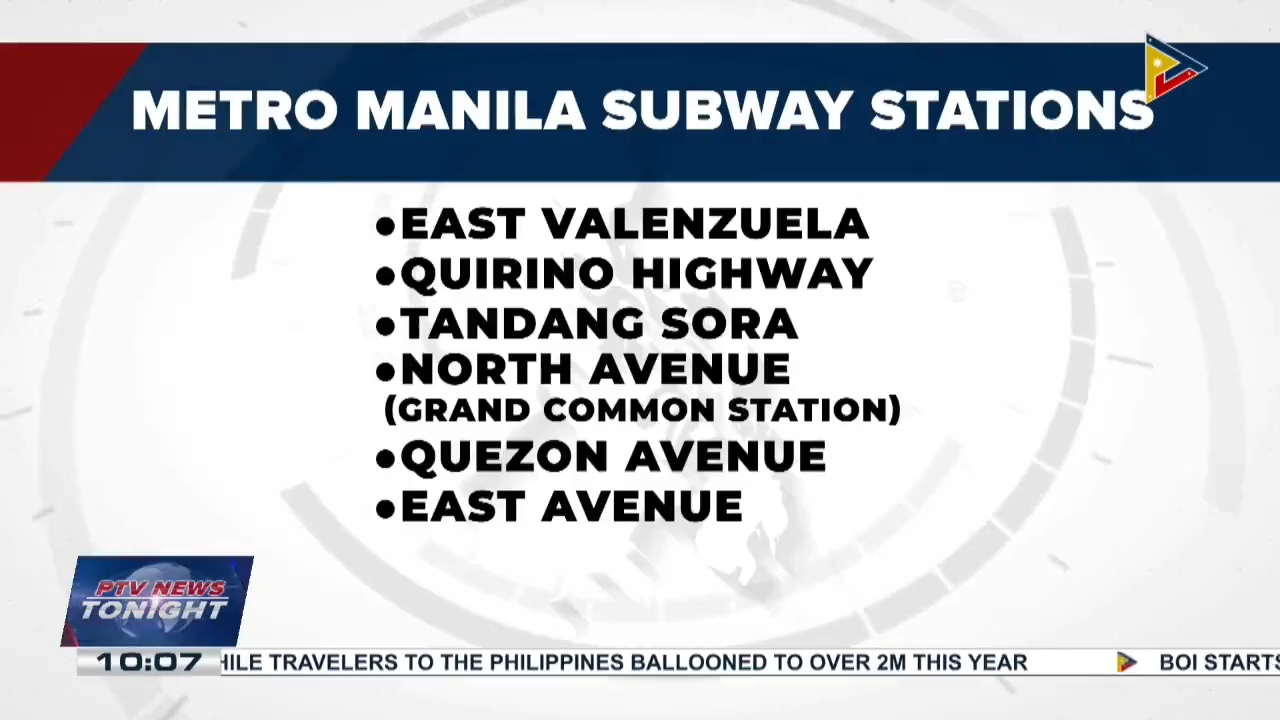 METRO MANILA SUBWAY STATIONS
•EAST VALENZUELA
•QUIRINO HIGHWAY
•TANDANG SORA
•NORTH AVENUE
(GRAND COMMON STATION)
•QUEZON AVENUE
•EAST AVENUE
PTV NEWS
TONIGHT
10:07 HILE TRAVELERS TO THE PHILIPPINES BALLOONED TO OVER 2M THIS YEAR BOI STARTS